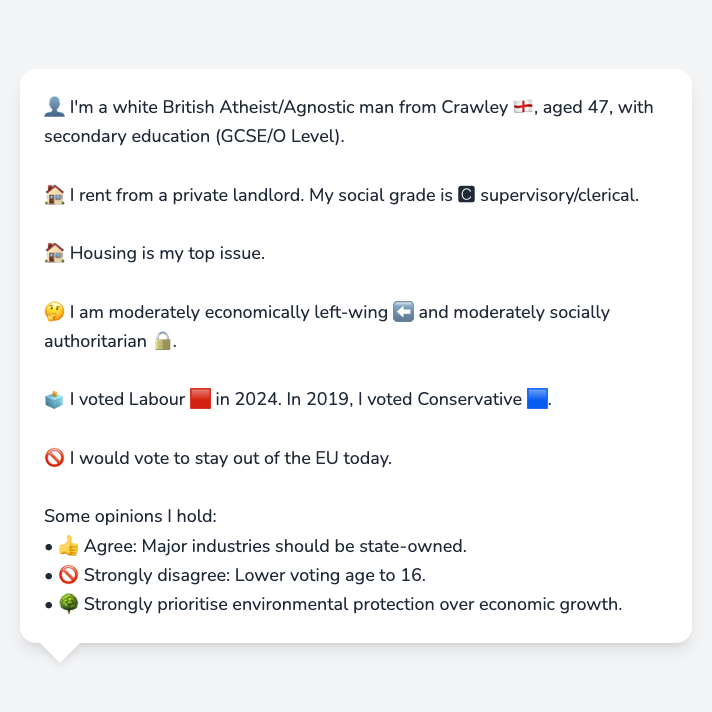 👤 I'm a white British Atheist/Agnostic man from Crawley 🏴󠁧󠁢󠁥󠁮󠁧󠁿, aged 47, with
secondary education (GCSE/O Level).
🏠 I rent from a private landlord. My social grade is 🅲 supervisory/clerical.
🏠 Housing is my top issue.
🤔 I am moderately economically left-wing ⬅️ and moderately socially
authoritarian 🔒.
🗳️ I voted Labour 🟥 in 2024. In 2019, I voted Conservative 🟦.
🚫 I would vote to stay out of the EU today.
Some opinions I hold:
• 👍 Agree: Major industries should be state-owned.
• 🚫 Strongly disagree: Lower voting age to 16.
• 🌳 Strongly prioritise environmental protection over economic growth.